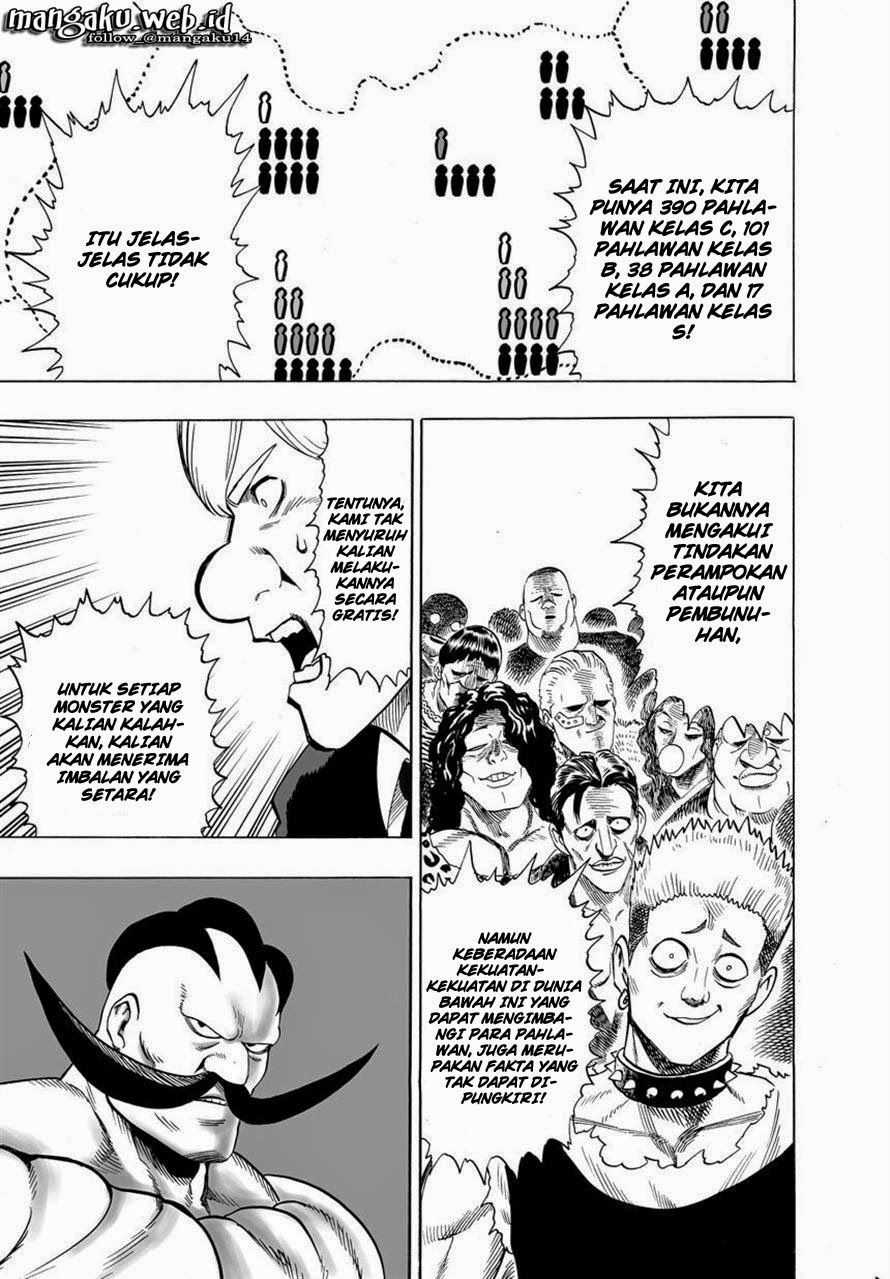 mangaku.web.id
follow_@mangaku14
SAAT INI, KITA
PUNYA 390 PAHLA-
WAN KELAS C, 101
PAHLAWAN KELAS
B, 38 PAHLAWAN
KELAS A, DAN 17
PAHLAWAN KELAS
S!
ITU JELAS-
JELAS TIDAK
CUKUP!
KITA
BUKANNYA
MENGAKUI
TINDAKAN
PERAMPOKAN
ATAUPUN
PEMBUNU-
HAN,
NAMUN
KEBERADAAN
KEKUATAN-
KEKUATAN DI DUNIA
BAWAH INI YANG
DAPAT MENGIMBA-
NGI PARA PAHLA-
WAN, JUGA MERU-
PAKAN FAKTA YANG
TAK DAPAT DI-
PUNGKIRI!
TENTUNYA,
KAMI TAK
MENYURUH
KALIAN
MELAKU-
KANNYA
SECARA
GRATIS!
UNTUK SETIAP
MONSTER YANG
KALIAN KALAH-
KAN, KALIAN
AKAN MENERIMA
IMBALAN YANG
SETARA!